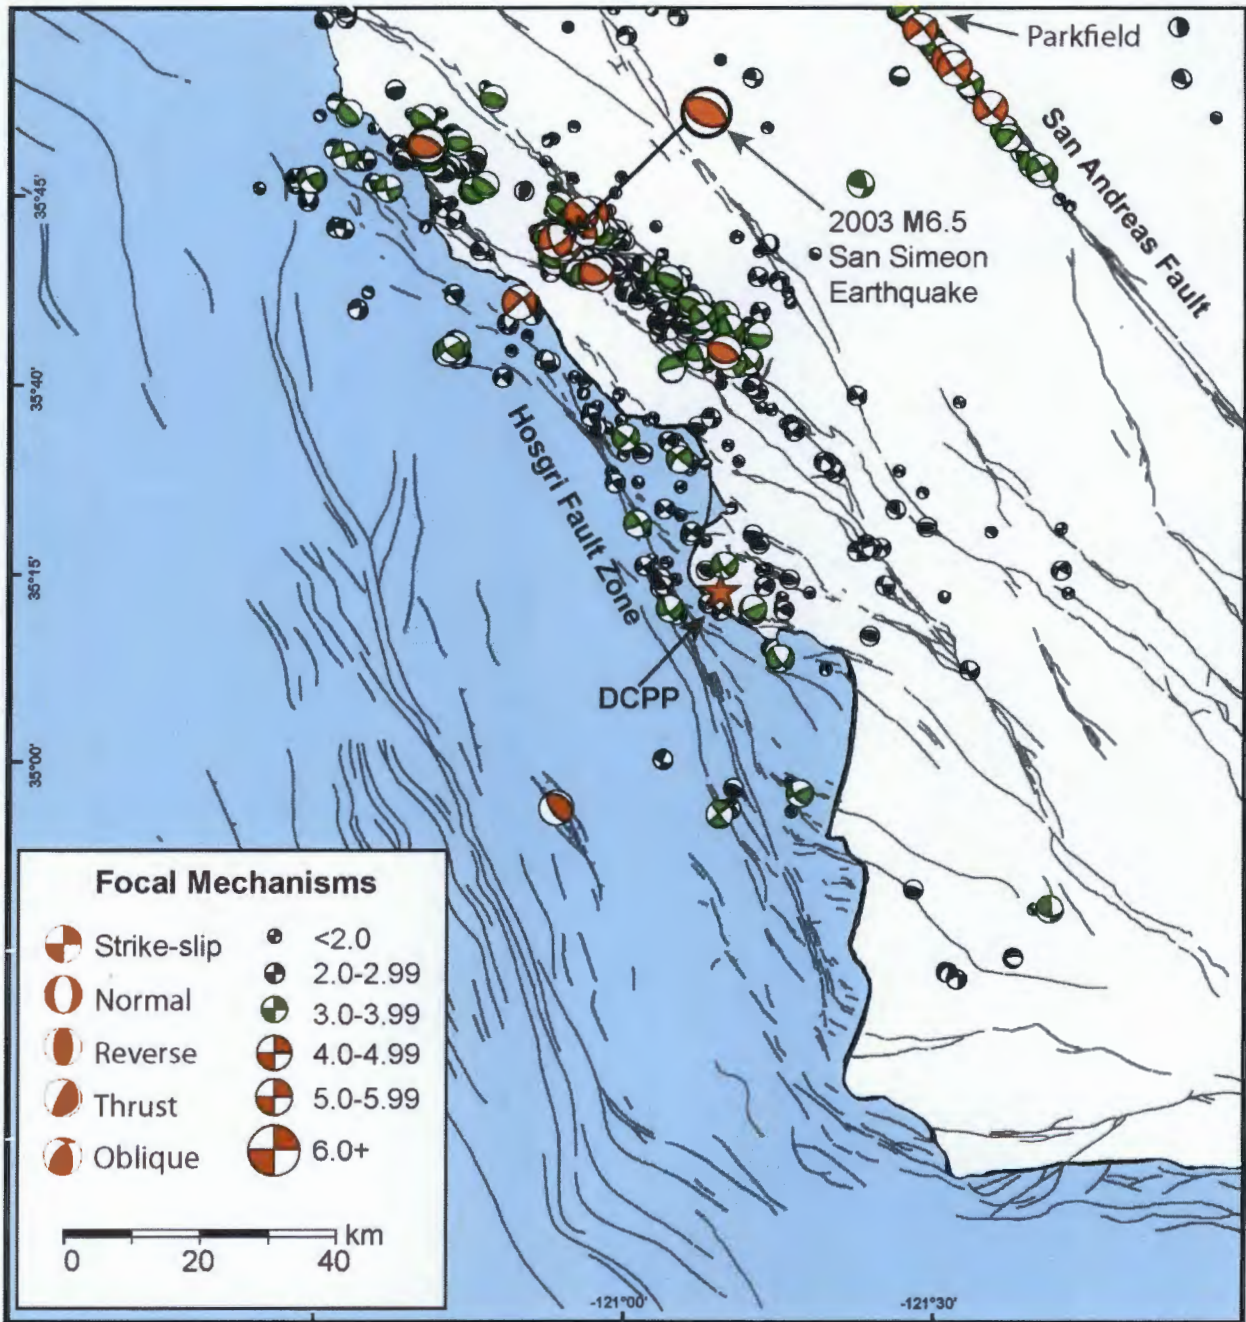 Parkfield
San Andreas Fault
2003 M6.5
San Simeon
Earthquake
35°45'
35°40'
Hosgri Fault Zone
35°15'
DCPP
35°00'
Focal Mechanisms
Strike-slip
Normal
Reverse
Thrust
Oblique
<2.0
2.0-2.99
3.0-3.99
4.0-4.99
5.0-5.99
6.0+
km
0 20 40
-121°00'
-121°30'